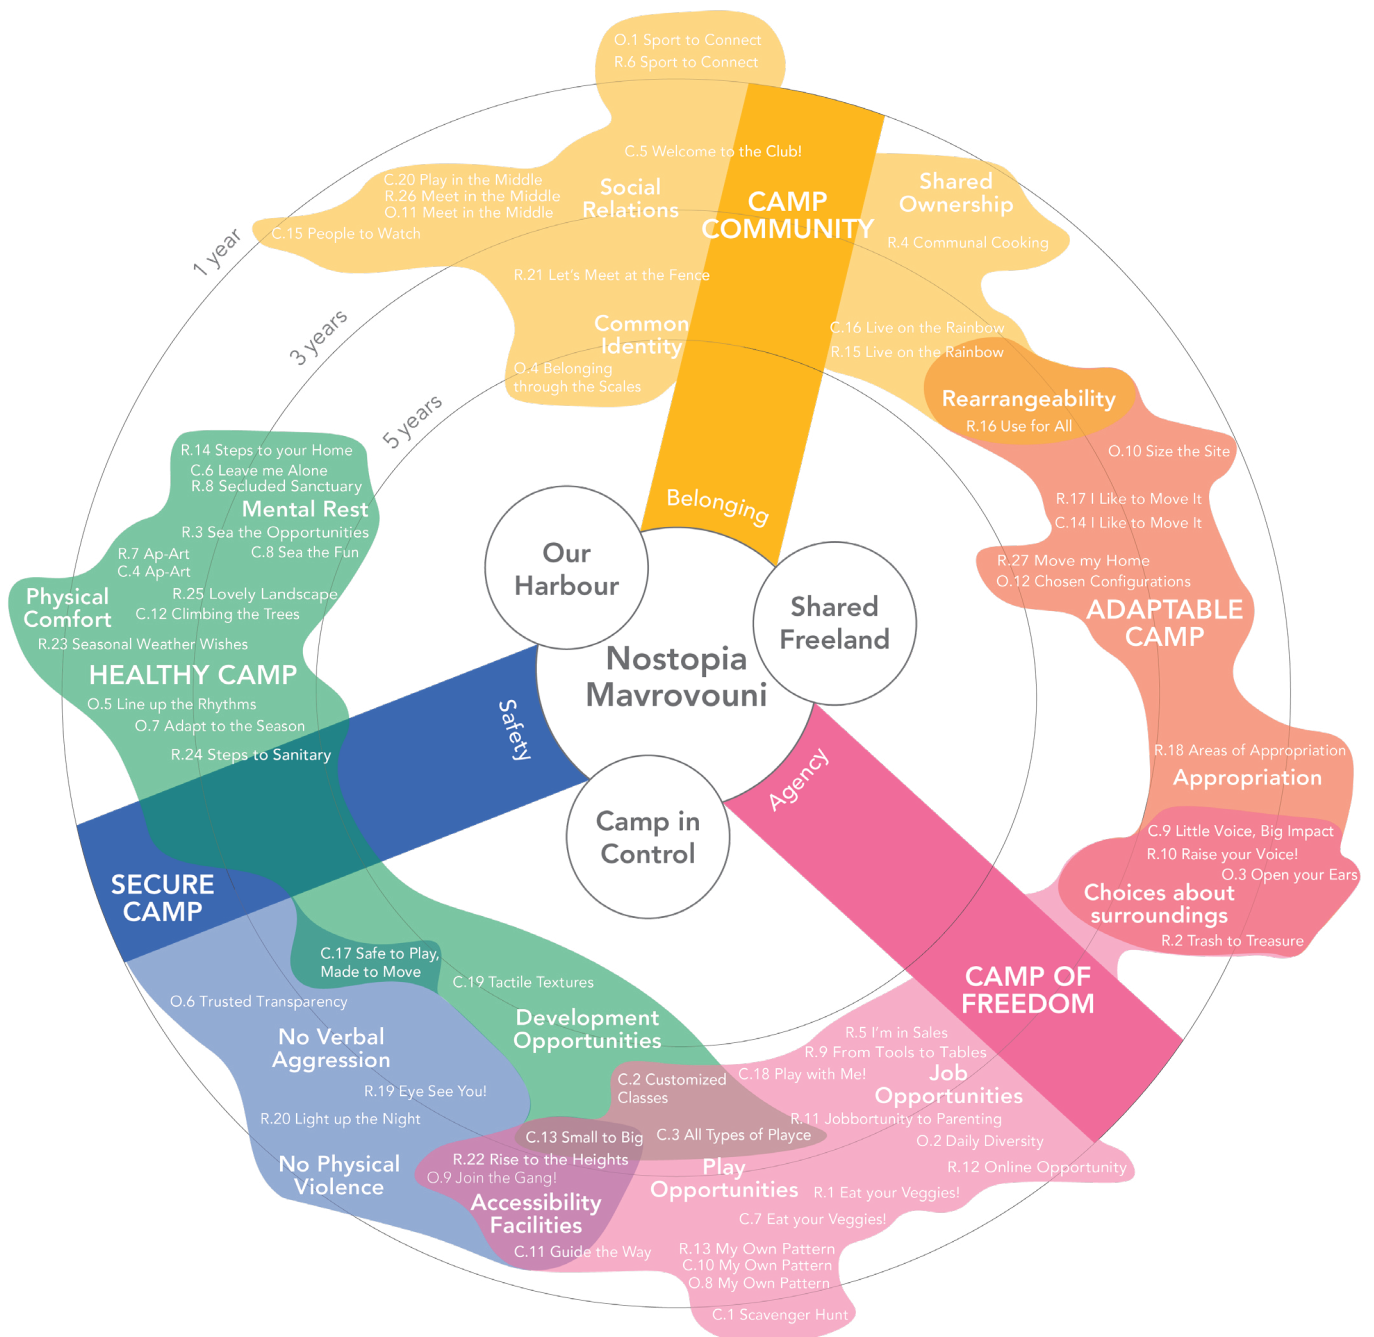 O.1 Sport to Connect
R.6 Sport to Connect
C.5 Welcome to the Club!
C.20 Play in the Middle
R.26 Meet in the Middle
O.11 Meet in the Middle
C.15 People to Watch
Social
Relations
R.21 Let's Meet at the Fence
Common
Identity
O.4 Belonging
through the Scales
CAMP
COMMUNITY
Belonging
Shared
Ownership
R.4 Communal Cooking
C.16 Live on the Rainbow
R.15 Live on the Rainbow
Rearrangeability
R.16 Use for All
O.10 Size the Site
R.17 I Like to Move It
C.14 I Like to Move It
R.27 Move my Home
O.12 Chosen Configurations
ADAPTABLE
CAMP
R.18 Areas of Appropriation
Appropriation
C.9 Little Voice, Big Impact
R.10 Raise your Voice!
O.3 Open your Ears
Choices about
surroundings
R.2 Trash to Treasure
1 year
3 years
5 years
Our
Harbour
Shared
Freeland
Nostopia
Mavrovouni
Camp in
Control
Safety
Agency
R.14 Steps to your Home
C.6 Leave me Alone
R.8 Secluded Sanctuary
Mental Rest
R.3 Sea the Opportunities
C.8 Sea the Fun
R.7 Ap-Art
C.4 Ap-Art
Physical
Comfort
R.25 Lovely Landscape
C.12 Climbing the Trees
R.23 Seasonal Weather Wishes
HEALTHY CAMP
O.5 Line up the Rhythms
O.7 Adapt to the Season
R.24 Steps to Sanitary
SECURE
CAMP
C.17 Safe to Play,
Made to Move
O.6 Trusted Transparency
No Verbal
Aggression
R.19 Eye See You!
R.20 Light up the Night
No Physical
Violence
C.19 Tactile Textures
Development
Opportunities
C.2 Customized
Classes
C.13 Small to Big
C.3 All Types of Playce
R.22 Rise to the Heights
O.9 Join the Gang!
Accessibility
Facilities
C.11 Guide the Way
CAMP OF
FREEDOM
R.5 I'm in Sales
R.9 From Tools to Tables
C.18 Play with Me!
Job
Opportunities
R.11 Jobbortunity to Parenting
O.2 Daily Diversity
R.12 Online Opportunity
Play
Opportunities
R.1 Eat your Veggies!
C.7 Eat your Veggies!
R.13 My Own Pattern
C.10 My Own Pattern
O.8 My Own Pattern
C.1 Scavenger Hunt